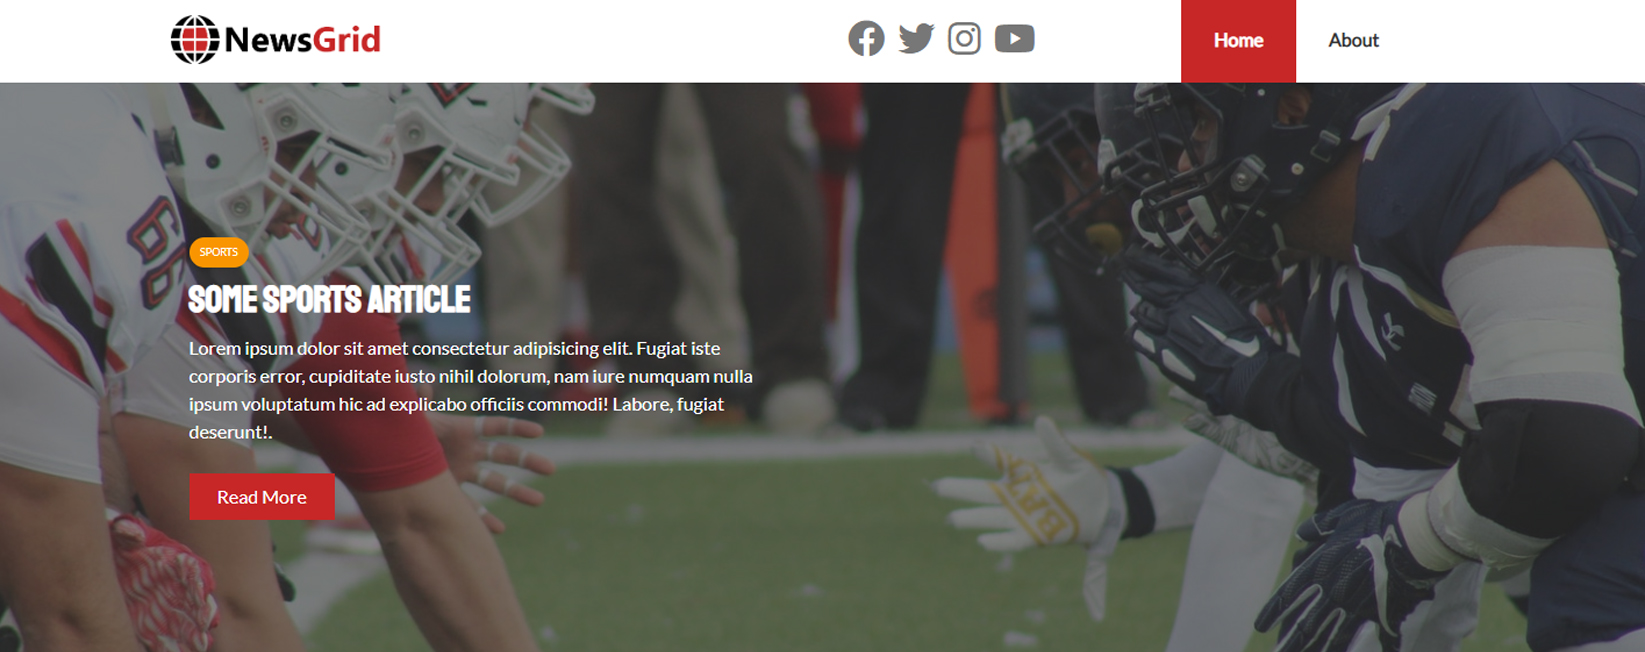 NewsGrid
Home
About
SPORTS
SOME SPORTS ARTICLE
Lorem ipsum dolor sit amet consectetur adipisicing elit. Fugiat iste
corporis error, cupiditate iusto nihil dolorum, nam iure numquam nulla
ipsum voluptatum hic ad explicabo officiis commodi! Labore, fugiat
deserunt!.
Read More